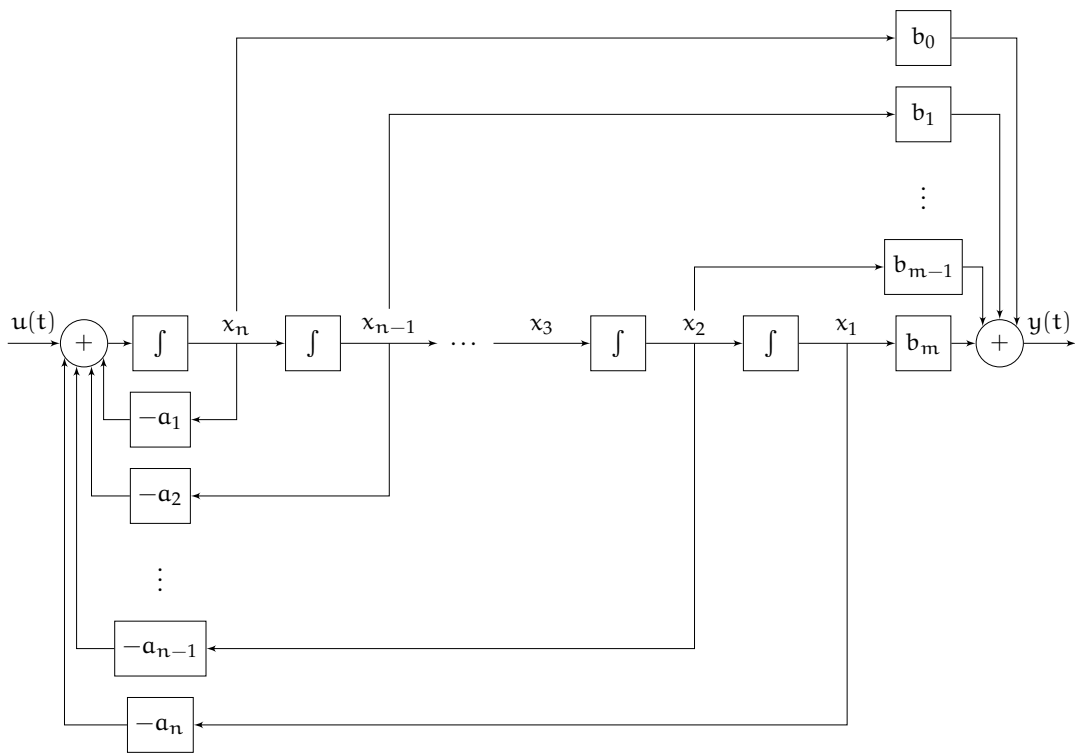 b₀
b₁
⋮
bₘ₋₁
u(t) + ∫ xₙ ∫ xₙ₋₁ ⋯ x₃ ∫ x₂ ∫ x₁ bₘ + y(t)
−a₁
−a₂
⋮
−aₙ₋₁
−aₙ